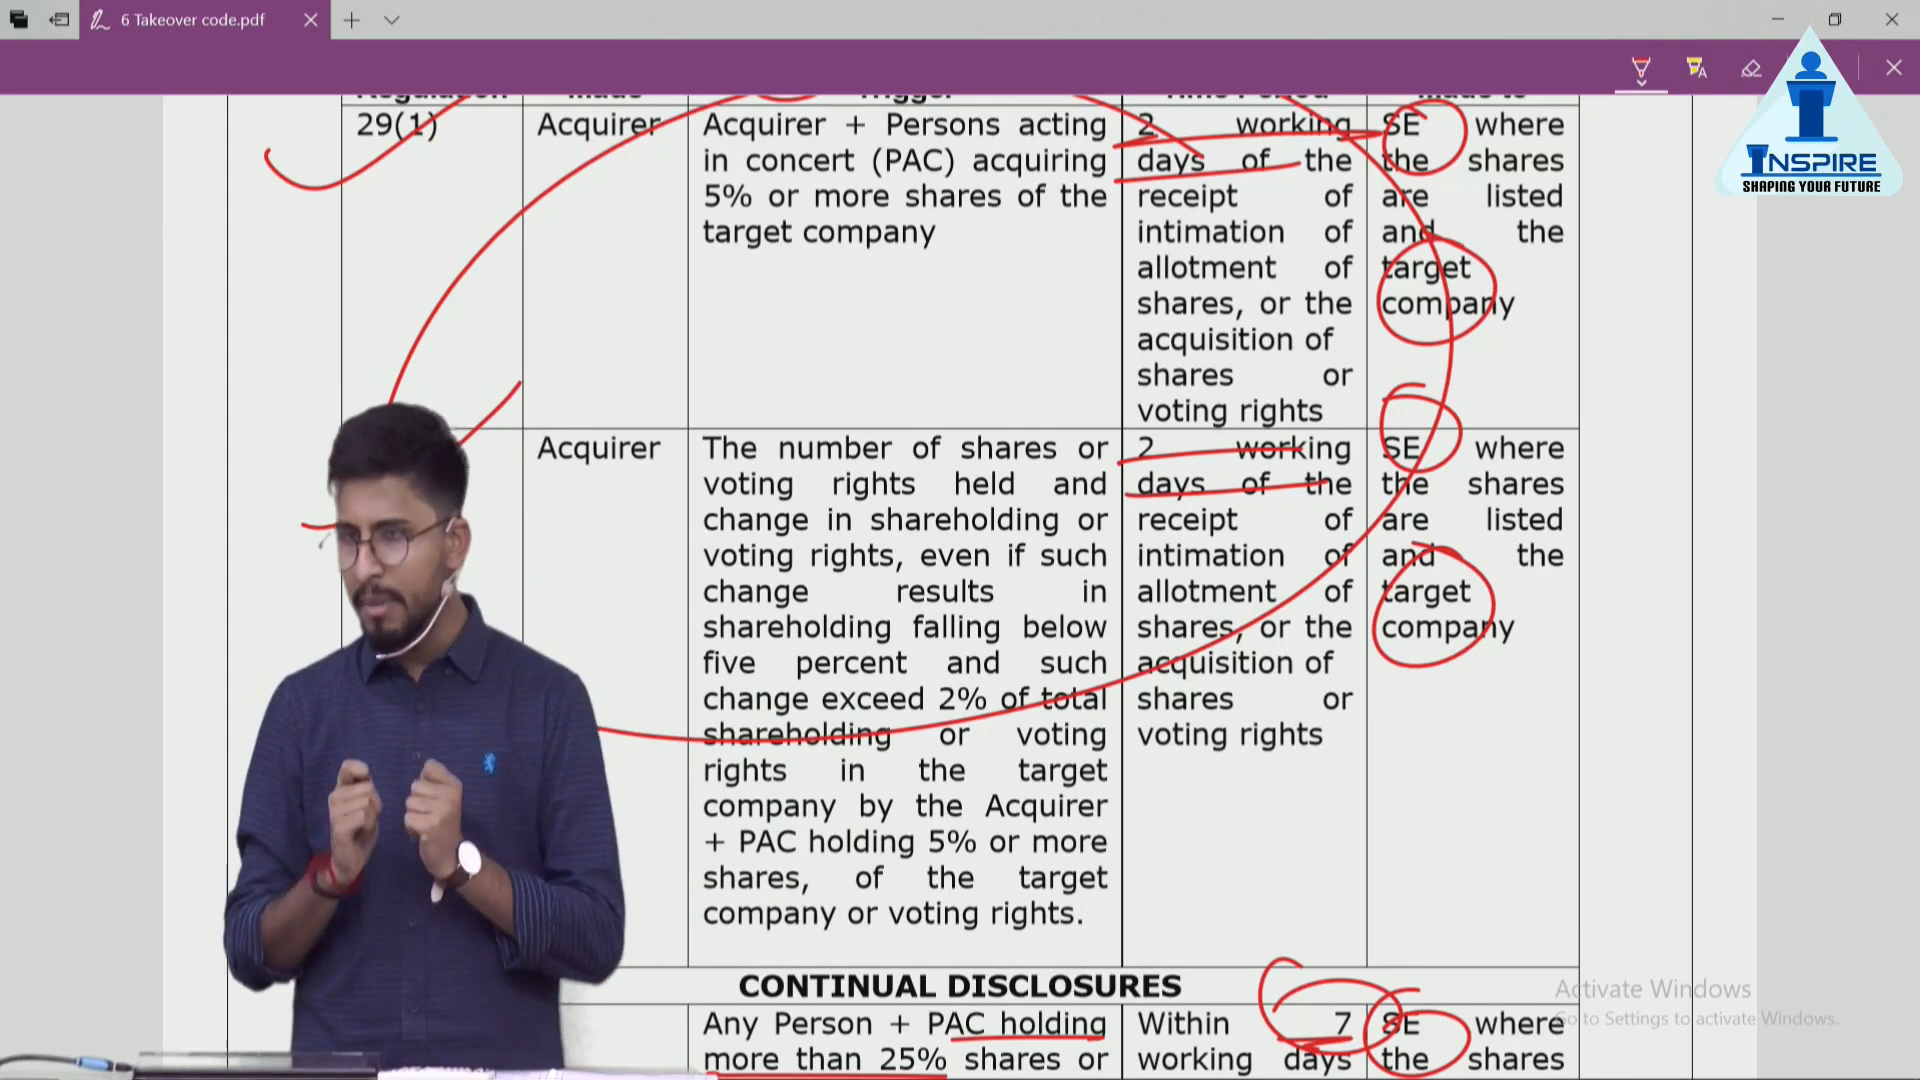 6 Takeover code.pdf
INSPIRE
SHAPING YOUR FUTURE
Regulation
Made
Trigger
Time Period
Made to
29(1)
Acquirer
Acquirer + Persons acting
in concert (PAC) acquiring
5% or more shares of the
target company
2 working
days of the
receipt of
intimation of
allotment of
shares, or the
acquisition of
shares or
voting rights
SE where
the shares
are listed
and the
target
company
Acquirer
The number of shares or
voting rights held and
change in shareholding or
voting rights, even if such
change results in
shareholding falling below
five percent and such
change exceed 2% of total
shareholding or voting
rights in the target
company by the Acquirer
+ PAC holding 5% or more
shares, of the target
company or voting rights.
2 working
days of the
receipt of
intimation of
allotment of
shares, or the
acquisition of
shares or
voting rights
SE where
the shares
are listed
and the
target
company
CONTINUAL DISCLOSURES
Any Person + PAC holding
more than 25% shares or
Within 7
working days
SE where
the shares
Activate Windows
Go to Settings to activate Windows.